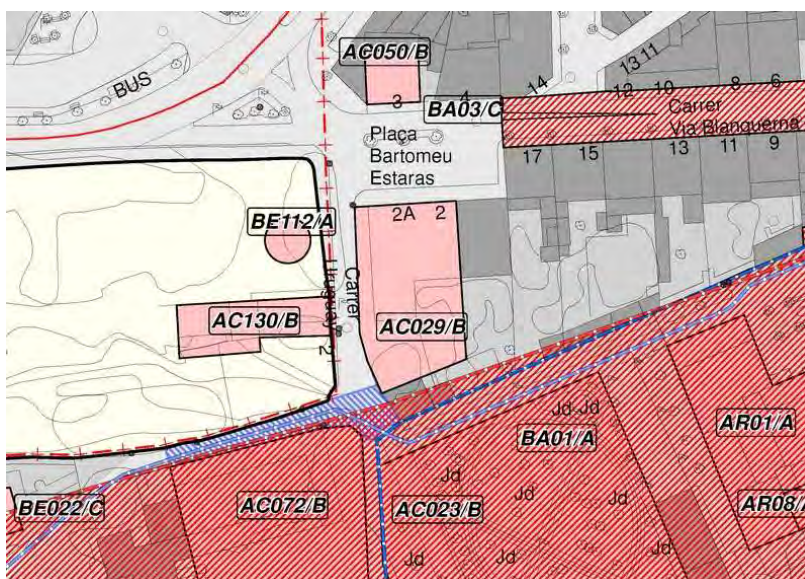 AC050/B
BUS
3
4
14
13 11
12
10
8
6
BA03/C
Carrer
Via Blanquerna
Plaça
Bartomeu
Estaras
17
15
13
11
9
2A
2
BE112/A
Carrer
Uruguai
AC130/B
AC029/B
2
Jd
Jd
BA01/A
AR01/A
Jd
BE022/C
AC072/B
AC023/B
Jd
AR08/A
Jd
Jd
Jd